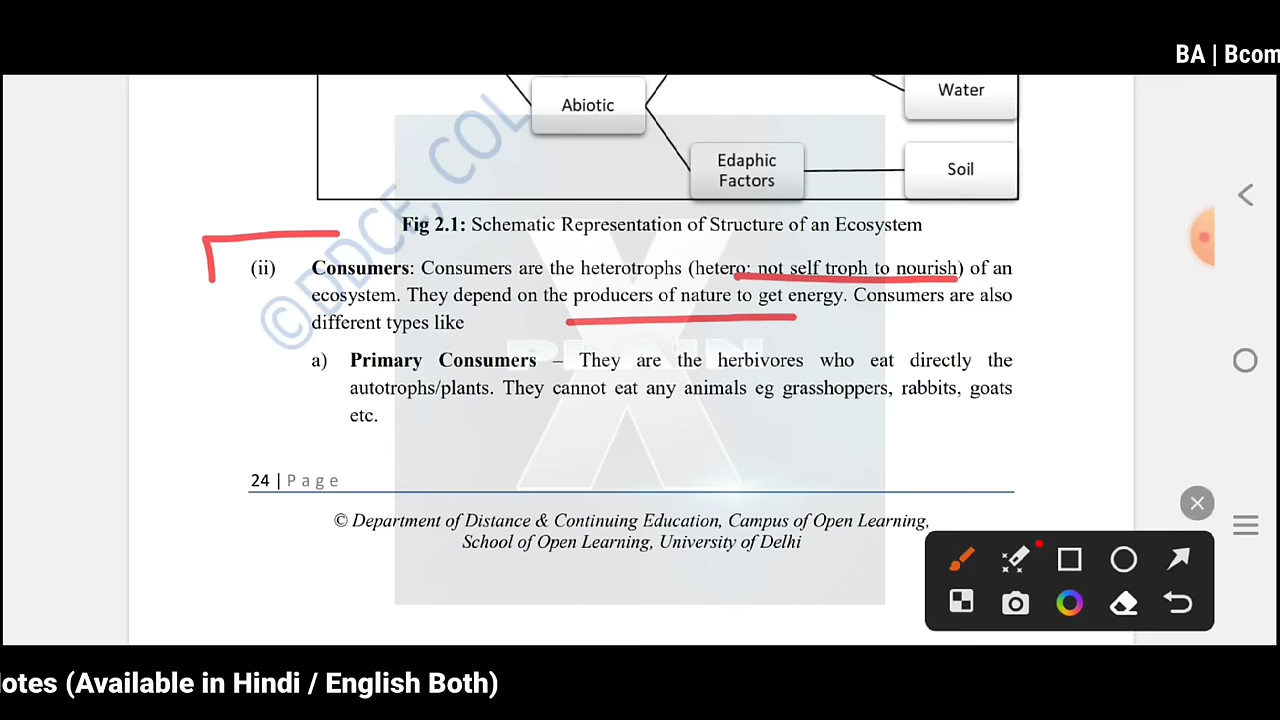 BA | Bcom
Water
Abiotic
Edaphic
Factors
Soil
©DDCE, COL
Fig 2.1: Schematic Representation of Structure of an Ecosystem
(ii) Consumers: Consumers are the heterotrophs (hetero: not self troph to nourish) of an
ecosystem. They depend on the producers of nature to get energy. Consumers are also
different types like
X
PLAIN
a) Primary Consumers – They are the herbivores who eat directly the
autotrophs/plants. They cannot eat any animals eg grasshoppers, rabbits, goats
etc.
24 | Page
© Department of Distance & Continuing Education, Campus of Open Learning,
School of Open Learning, University of Delhi
otes (Available in Hindi / English Both)